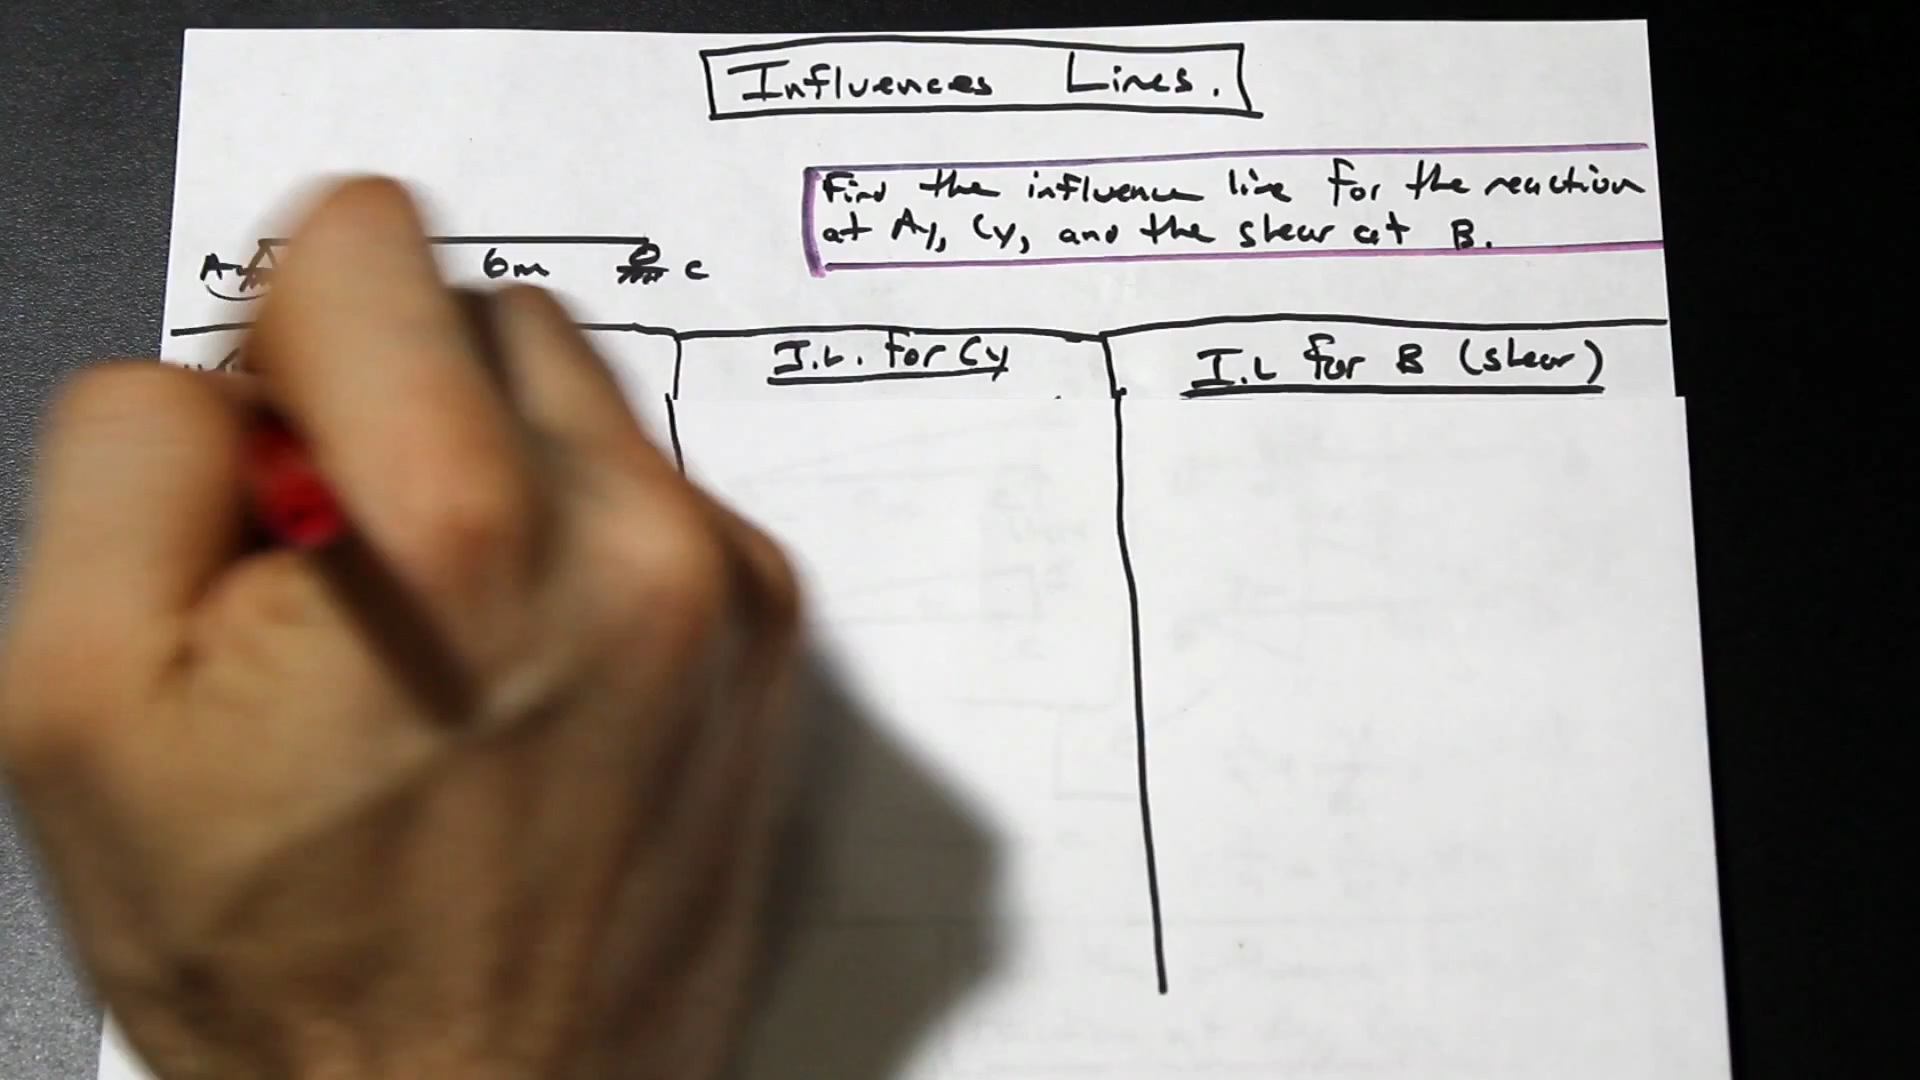 Influences Lines.
Find the influence line for the reaction
at Ay, Cy, and the shear at B.
6m C
I.L. for Cy
I.L for B (shear)